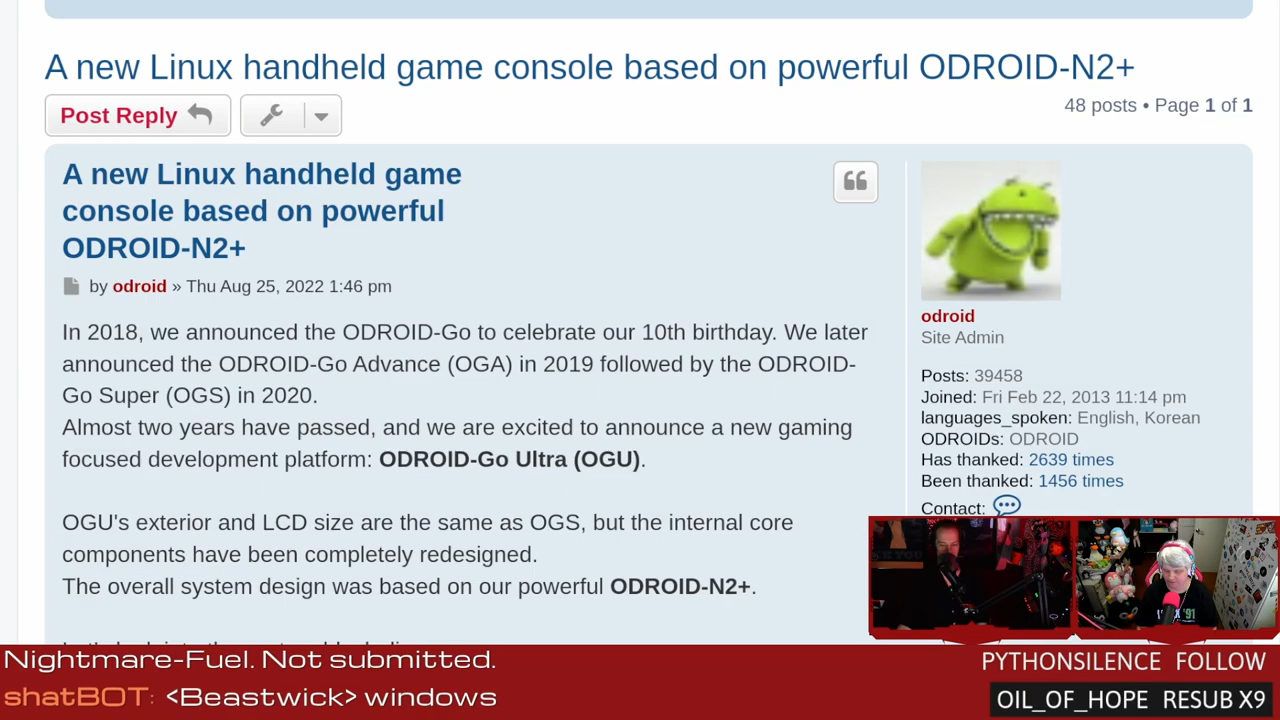 A new Linux handheld game console based on powerful ODROID-N2+
Post Reply
48 posts • Page 1 of 1
A new Linux handheld game
console based on powerful
ODROID-N2+
by odroid » Thu Aug 25, 2022 1:46 pm
In 2018, we announced the ODROID-Go to celebrate our 10th birthday. We later
announced the ODROID-Go Advance (OGA) in 2019 followed by the ODROID-
Go Super (OGS) in 2020.
Almost two years have passed, and we are excited to announce a new gaming
focused development platform: ODROID-Go Ultra (OGU).
OGU's exterior and LCD size are the same as OGS, but the internal core
components have been completely redesigned.
The overall system design was based on our powerful ODROID-N2+.
odroid
Site Admin
Posts: 39458
Joined: Fri Feb 22, 2013 11:14 pm
languages_spoken: English, Korean
ODROIDs: ODROID
Has thanked: 2639 times
Been thanked: 1456 times
Contact:
Nightmare-Fuel. Not submitted.
shatBOT: <Beastwick> windows
PYTHONSILENCE FOLLOW
OIL_OF_HOPE RESUB X9